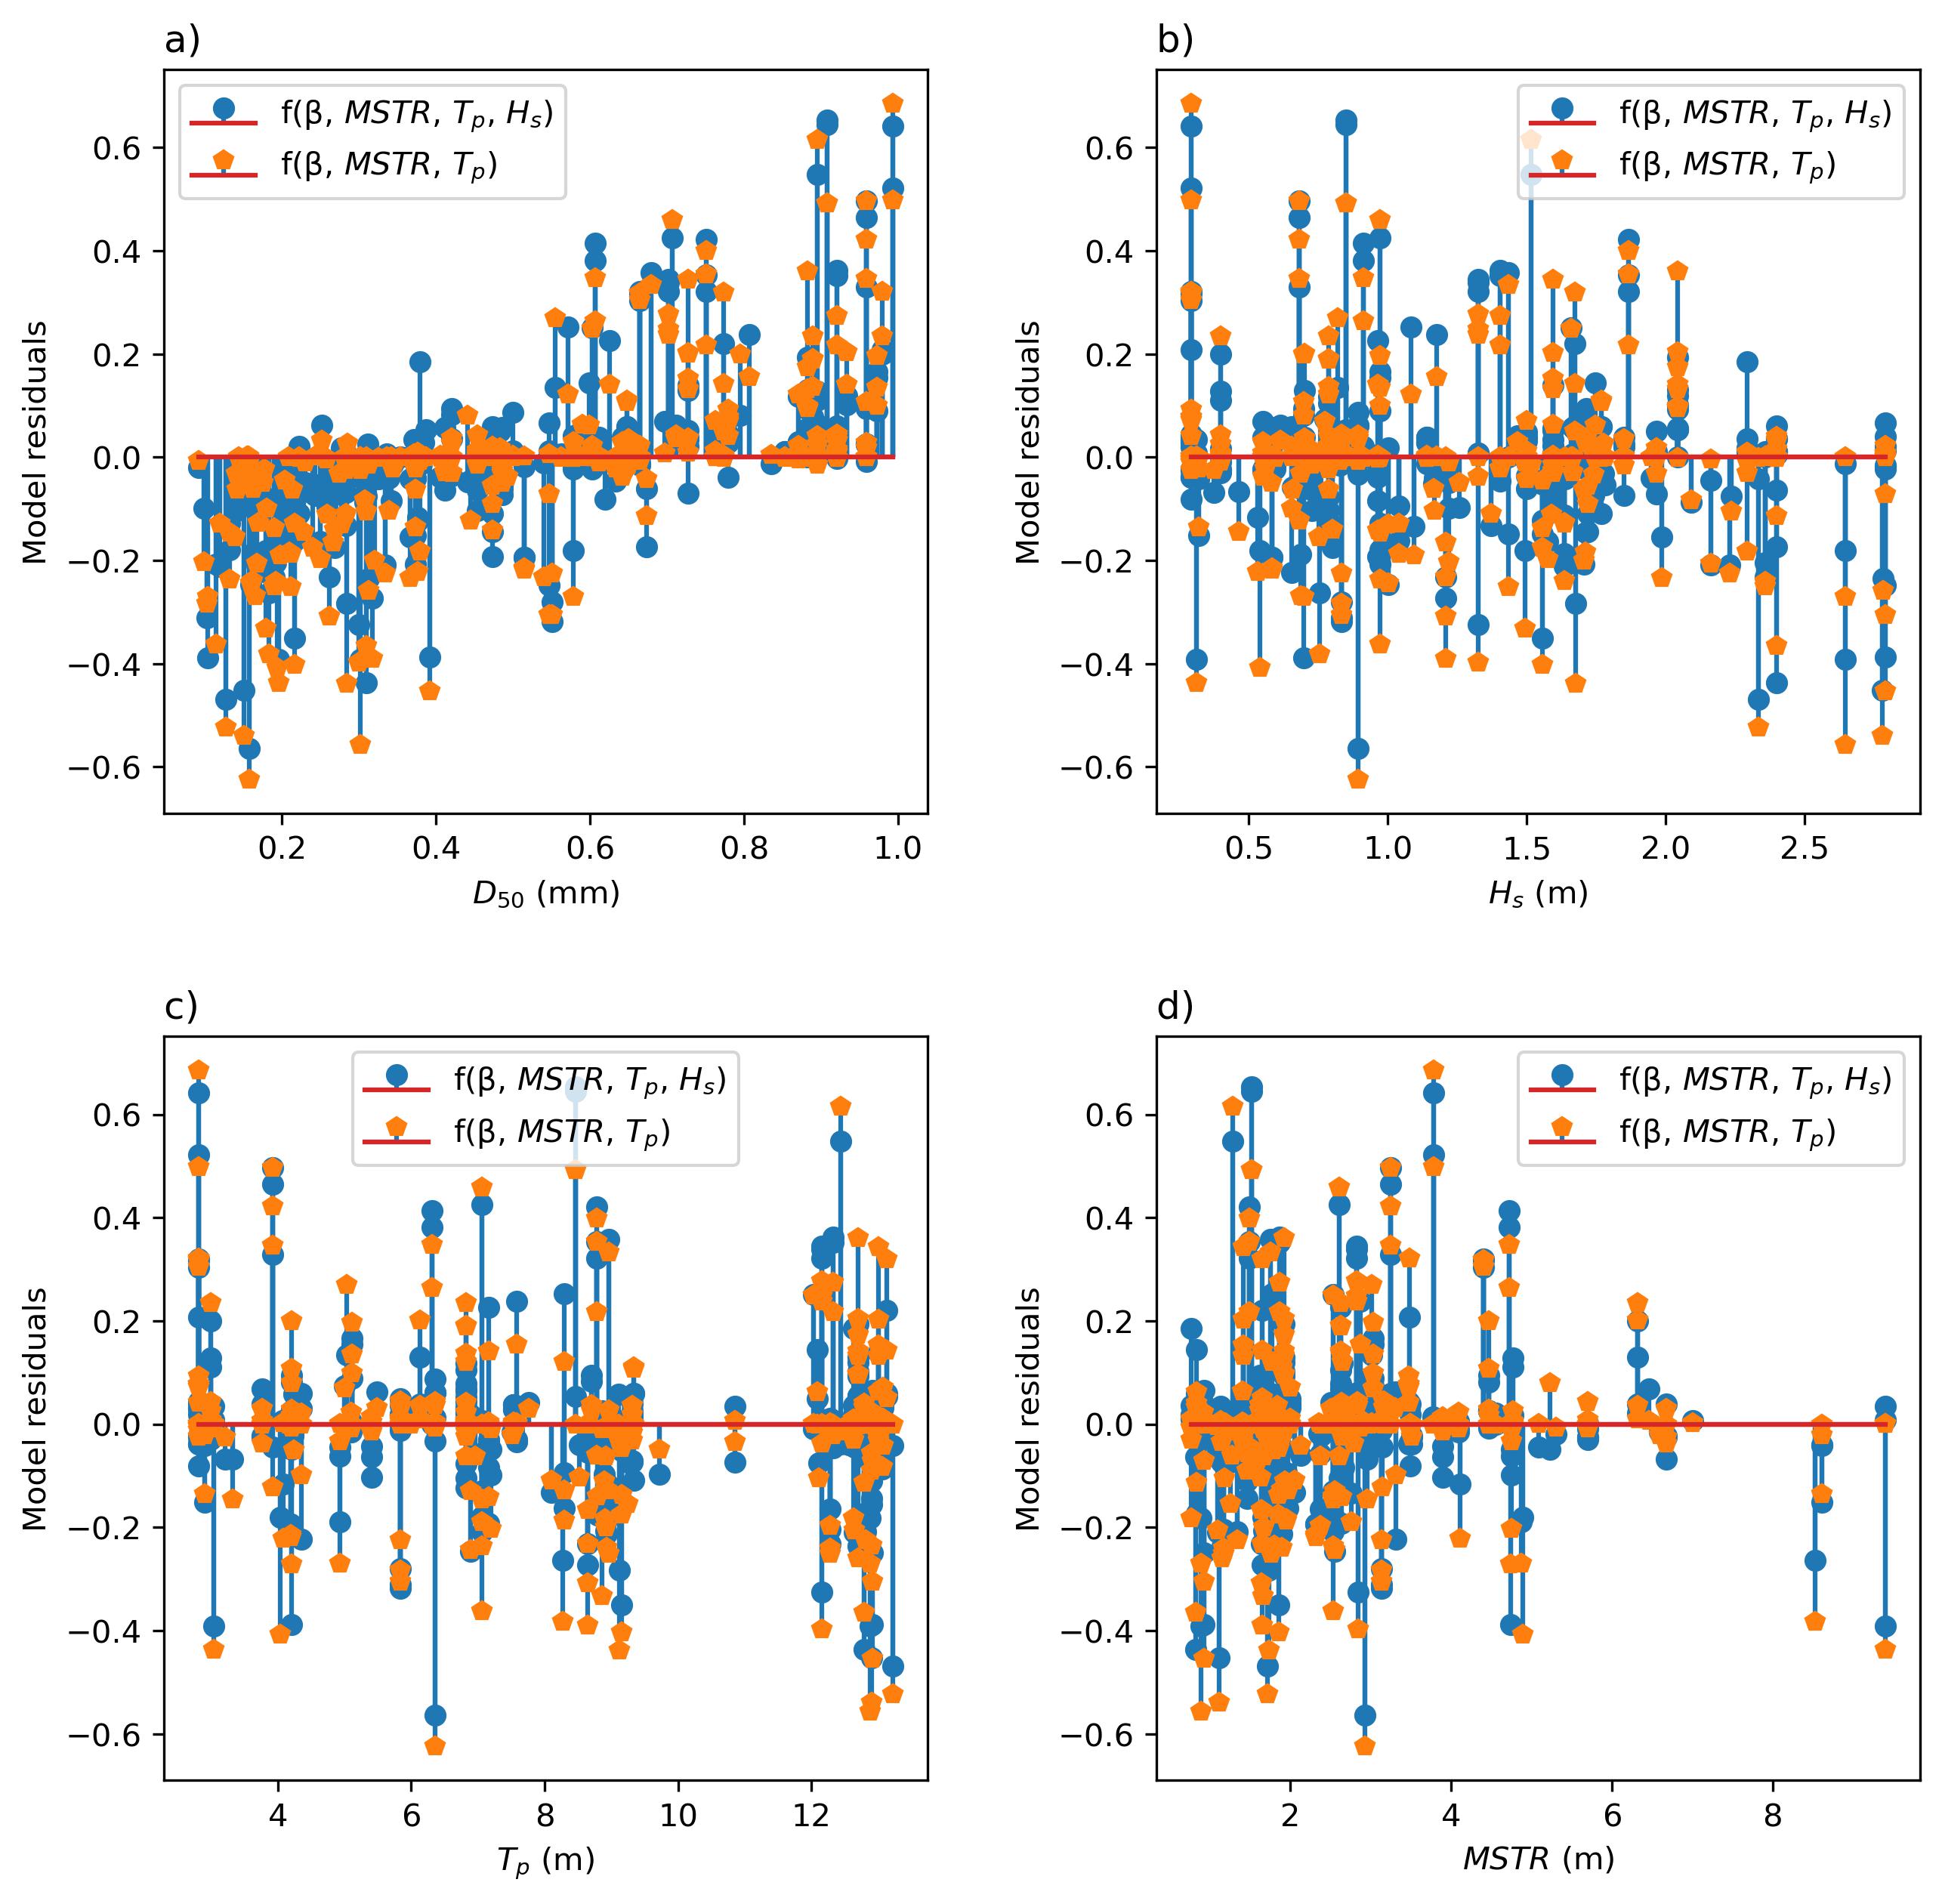 a)
f(β, MSTR, Tp, Hs)
f(β, MSTR, Tp)
0.6
0.4
0.2
0.0
−0.2
−0.4
−0.6
Model residuals
0.2 0.4 0.6 0.8 1.0
D50 (mm)
b)
f(β, MSTR, Tp, Hs)
f(β, MSTR, Tp)
0.6
0.4
0.2
0.0
−0.2
−0.4
−0.6
Model residuals
0.5 1.0 1.5 2.0 2.5
Hs (m)
c)
f(β, MSTR, Tp, Hs)
f(β, MSTR, Tp)
0.6
0.4
0.2
0.0
−0.2
−0.4
−0.6
Model residuals
4 6 8 10 12
Tp (m)
d)
f(β, MSTR, Tp, Hs)
f(β, MSTR, Tp)
0.6
0.4
0.2
0.0
−0.2
−0.4
−0.6
Model residuals
2 4 6 8
MSTR (m)